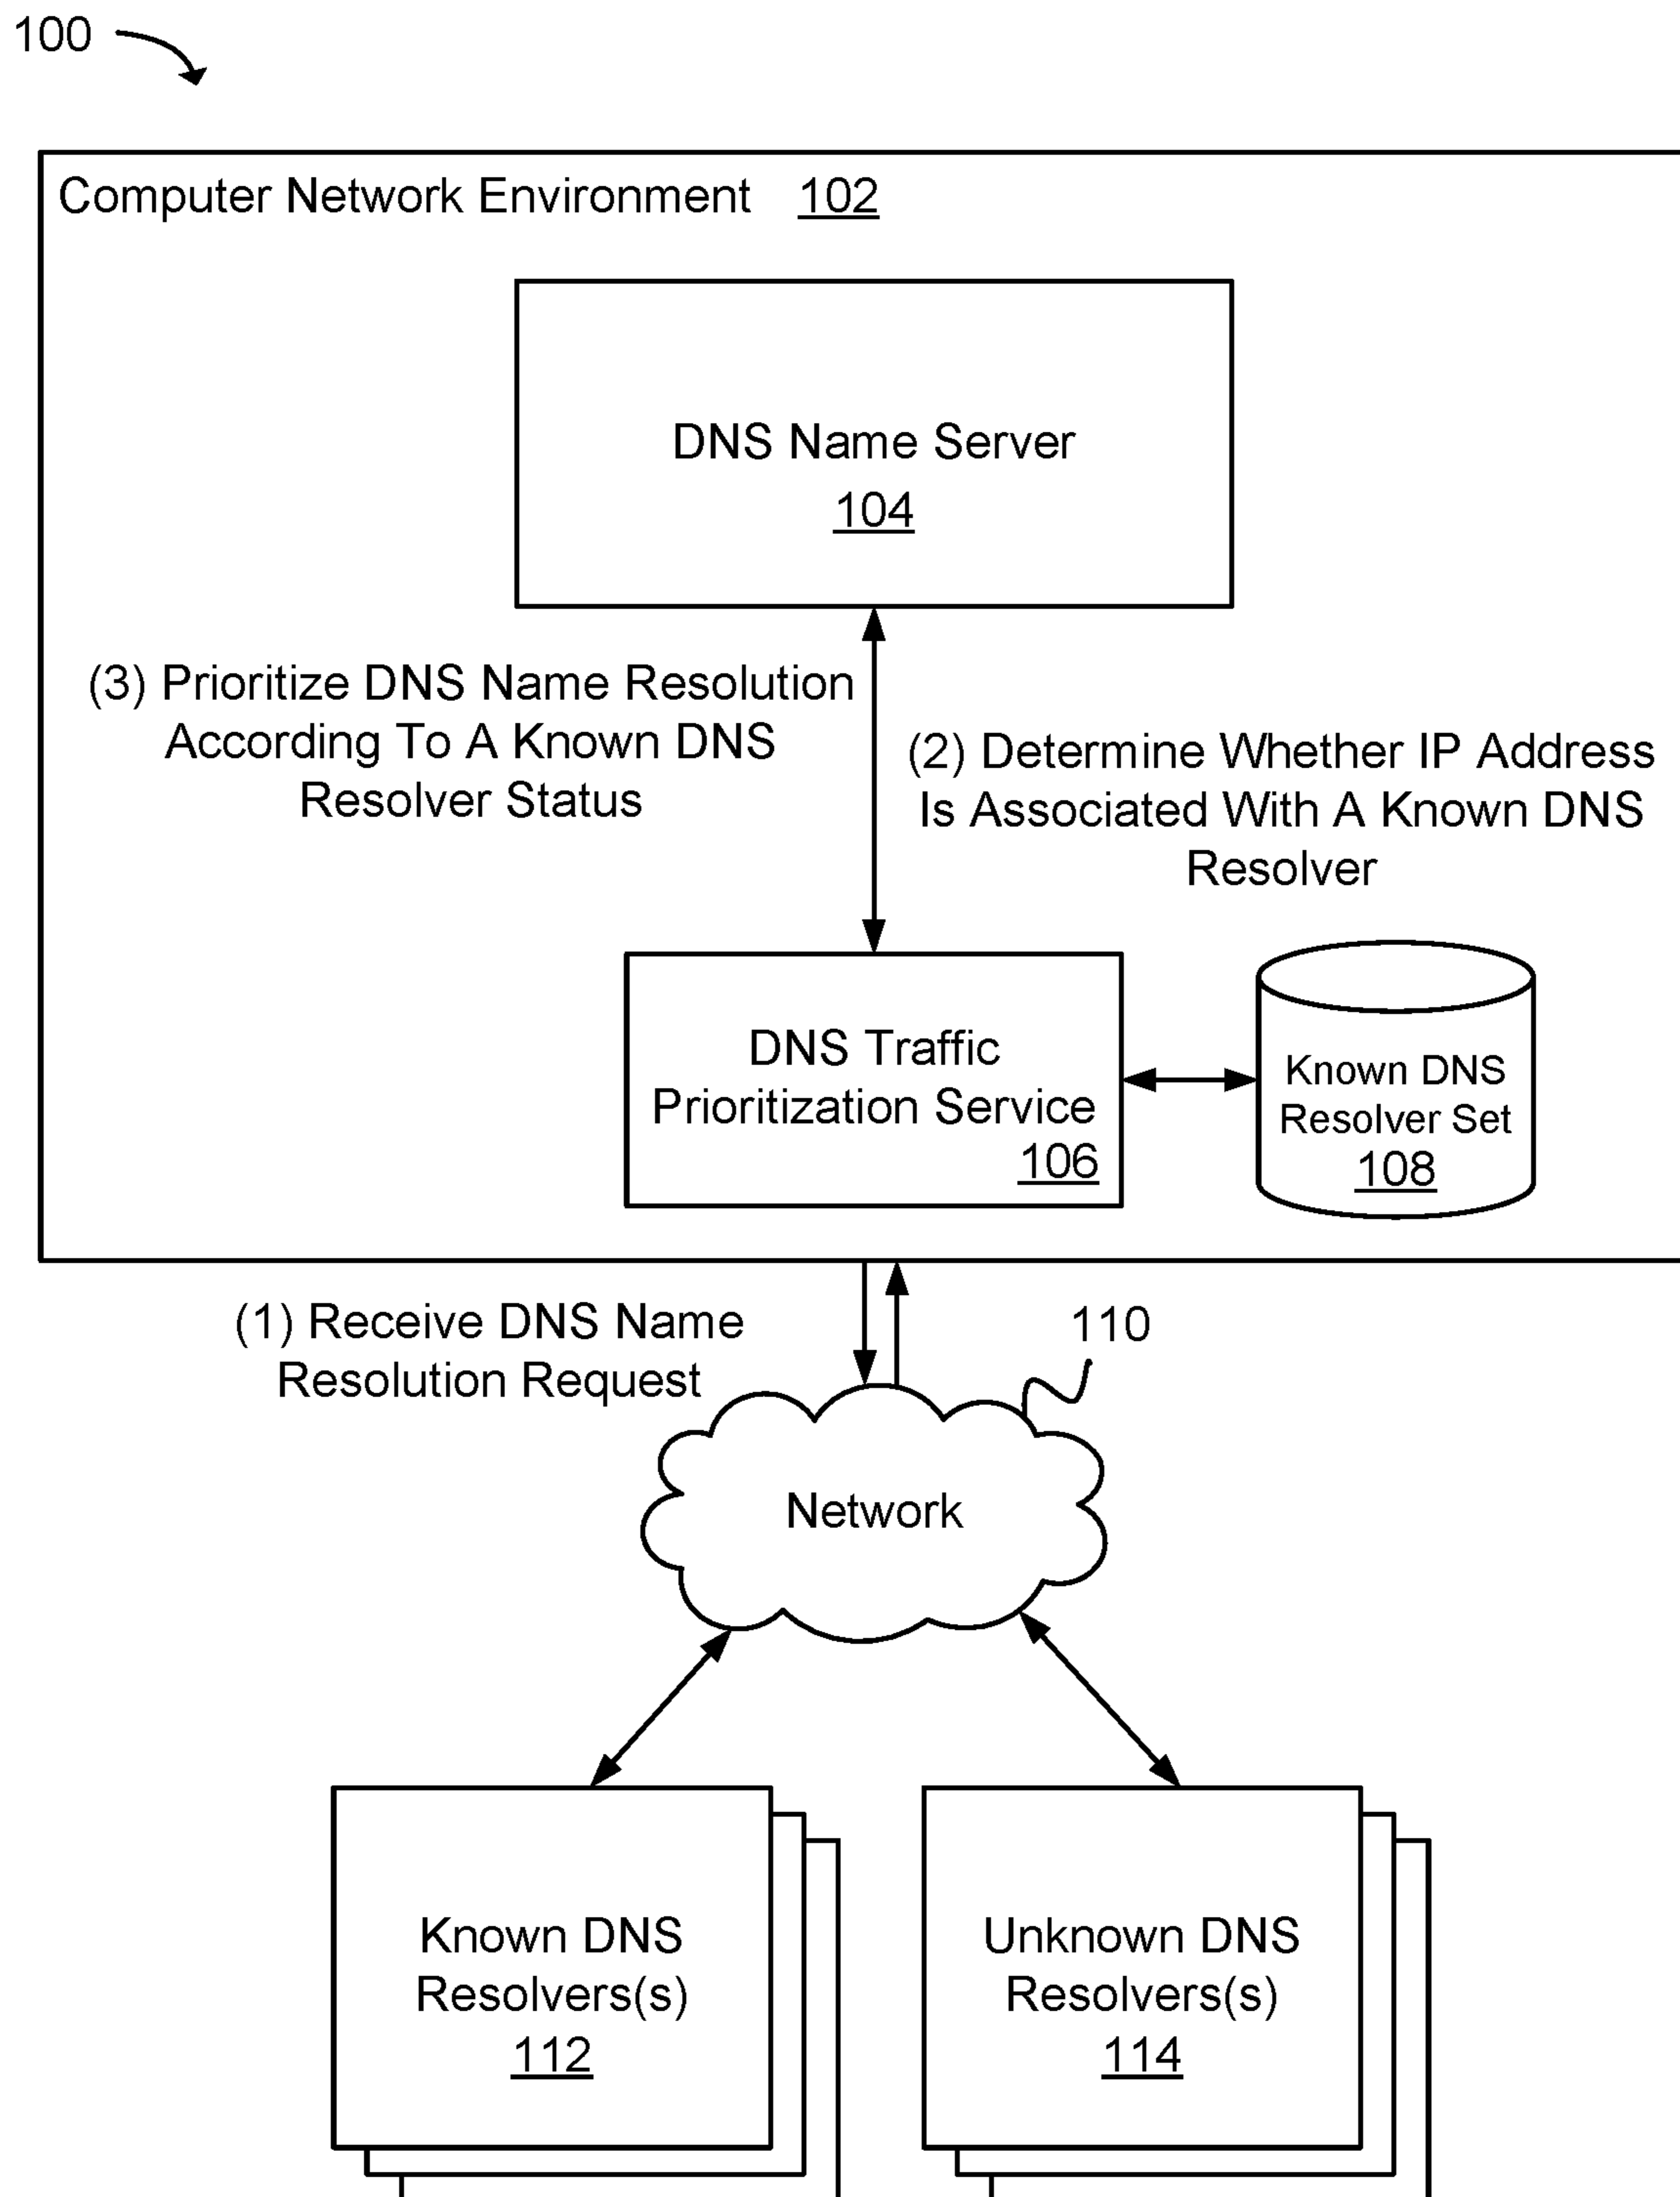 100
Computer Network Environment 102
DNS Name Server
104
(3) Prioritize DNS Name Resolution
According To A Known DNS
Resolver Status
(2) Determine Whether IP Address
Is Associated With A Known DNS
Resolver
DNS Traffic
Prioritization Service
106
Known DNS
Resolver Set
108
(1) Receive DNS Name
Resolution Request
110
Network
Known DNS
Resolvers(s)
112
Unknown DNS
Resolvers(s)
114